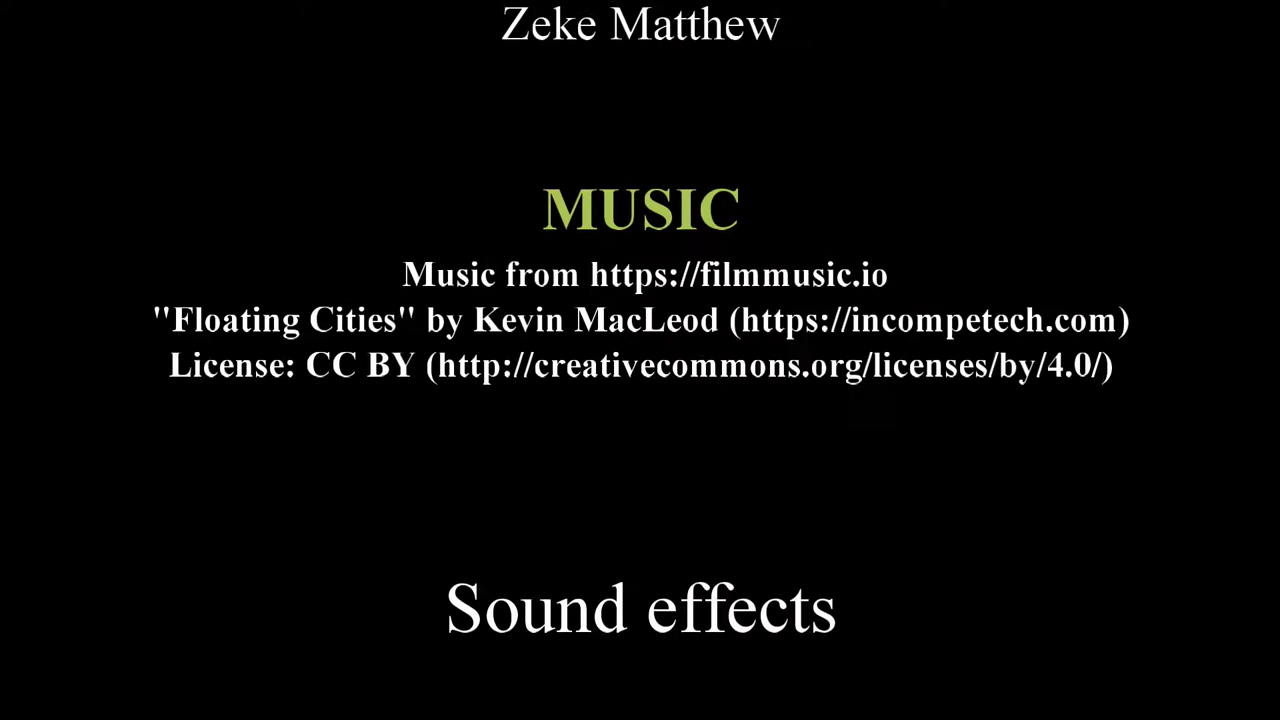 Zeke Matthew
MUSIC
Music from https://filmmusic.io
"Floating Cities" by Kevin MacLeod (https://incompetech.com)
License: CC BY (http://creativecommons.org/licenses/by/4.0/)
Sound effects